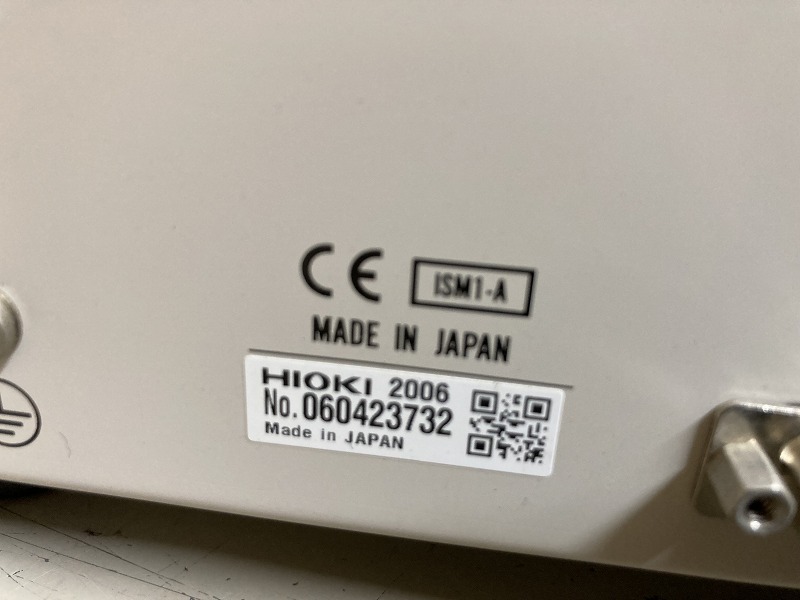 CE ISM1-A
MADE IN JAPAN
HIOKI 2006
No. 060423732
Made in JAPAN